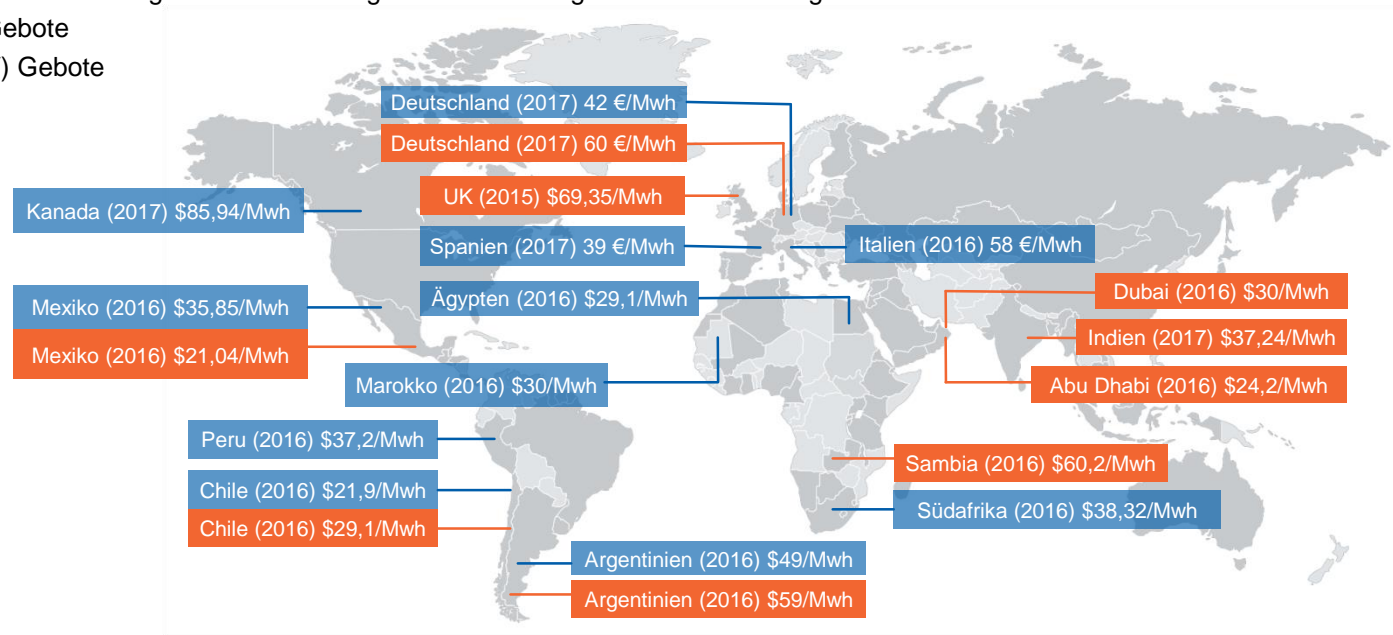 Gebote
) Gebote
Deutschland (2017) 42 €/Mwh
Deutschland (2017) 60 €/Mwh
UK (2015) $69,35/Mwh
Kanada (2017) $85,94/Mwh
Spanien (2017) 39 €/Mwh
Italien (2016) 58 €/Mwh
Ägypten (2016) $29,1/Mwh
Dubai (2016) $30/Mwh
Mexiko (2016) $35,85/Mwh
Indien (2017) $37,24/Mwh
Mexiko (2016) $21,04/Mwh
Marokko (2016) $30/Mwh
Abu Dhabi (2016) $24,2/Mwh
Peru (2016) $37,2/Mwh
Sambia (2016) $60,2/Mwh
Chile (2016) $21,9/Mwh
Südafrika (2016) $38,32/Mwh
Chile (2016) $29,1/Mwh
Argentinien (2016) $49/Mwh
Argentinien (2016) $59/Mwh